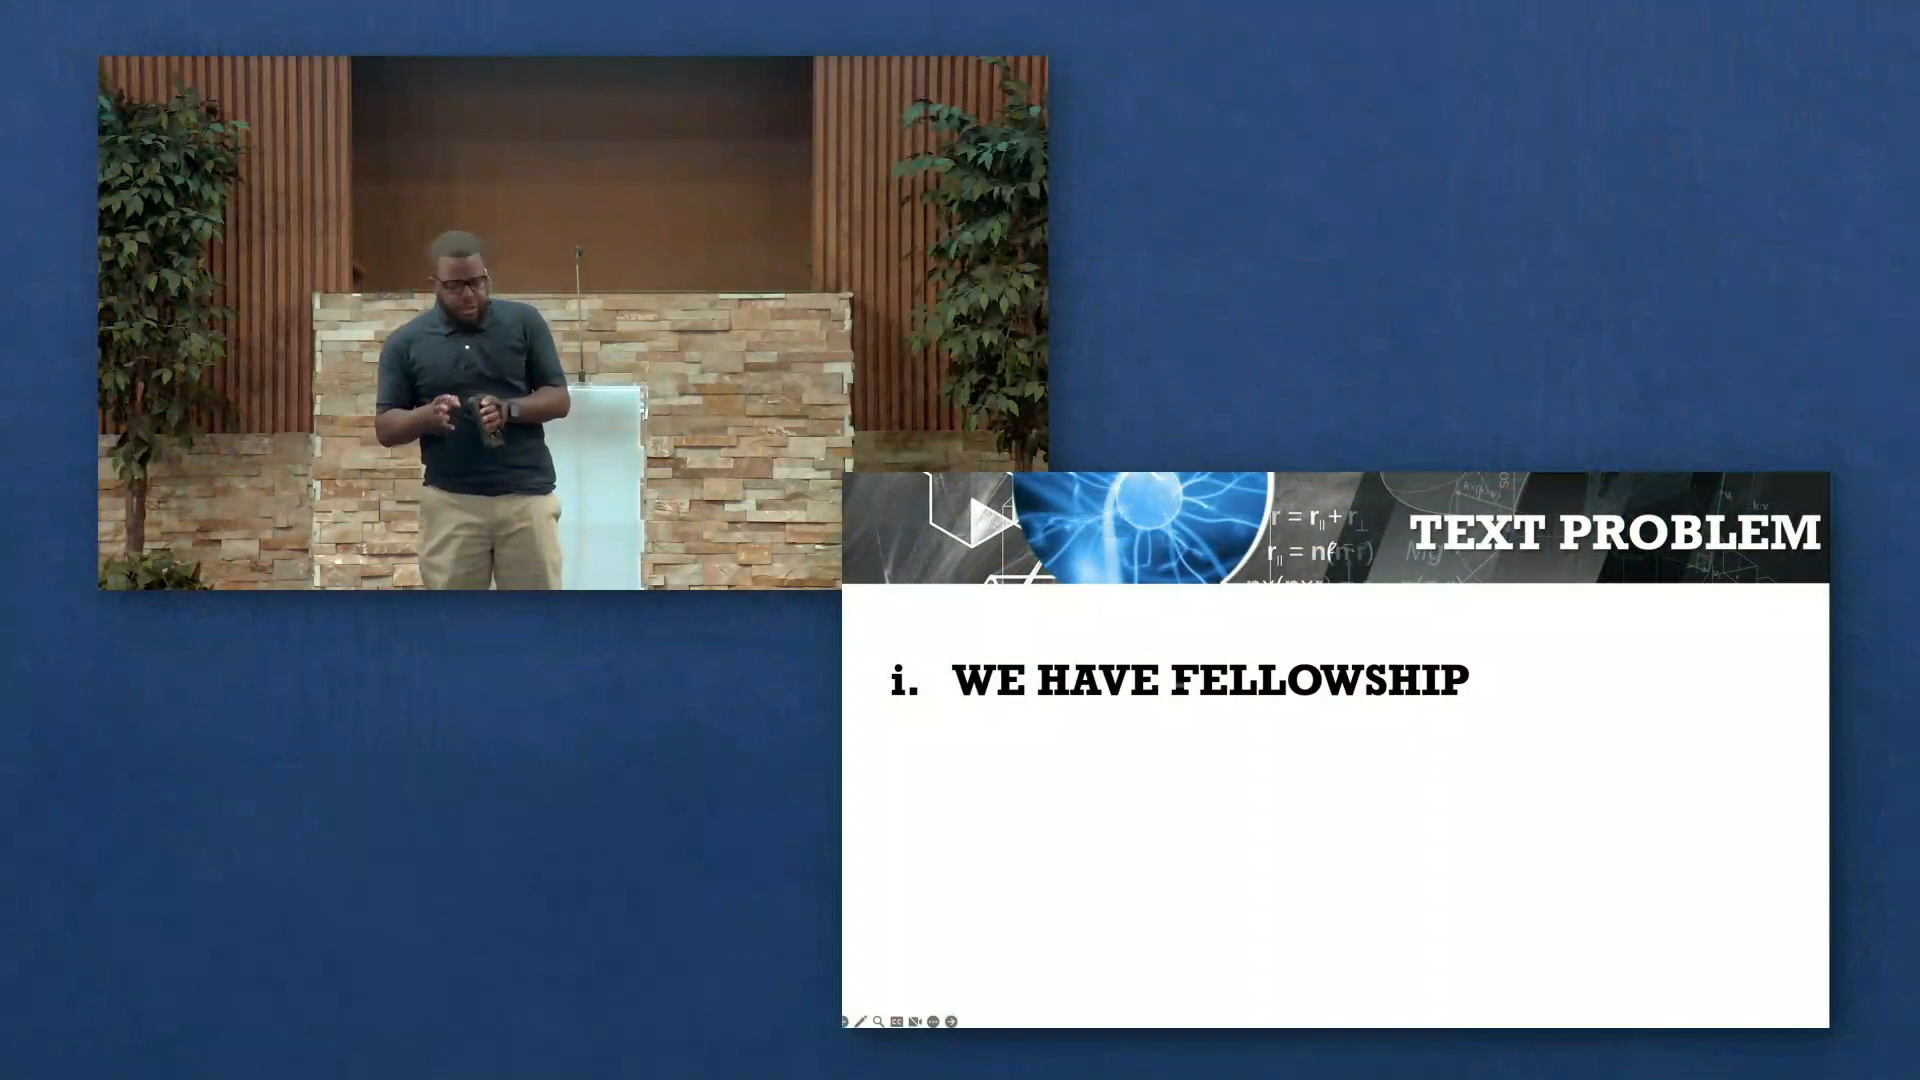 TEXT PROBLEM
r = r|| + r⊥
i. WE HAVE FELLOWSHIP